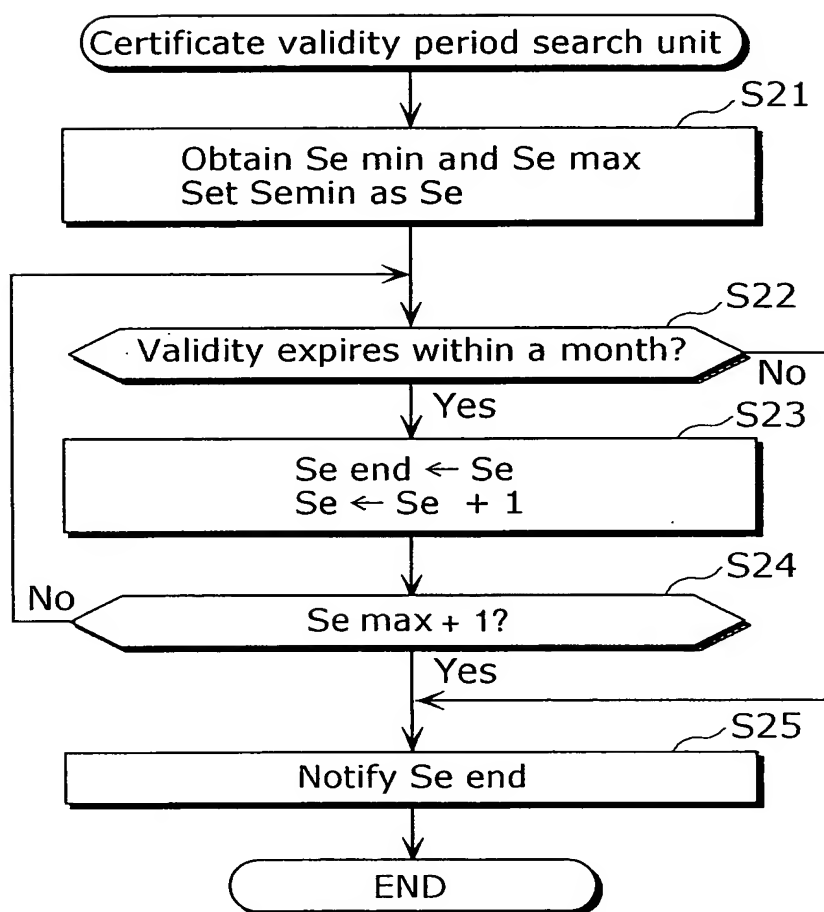 Certificate validity period search unit
S21
Obtain Se min and Se max
Set Semin as Se
S22
Validity expires within a month?
No
Yes
S23
Se end ← Se
Se ← Se + 1
S24
No
Se max + 1?
Yes
S25
Notify Se end
END